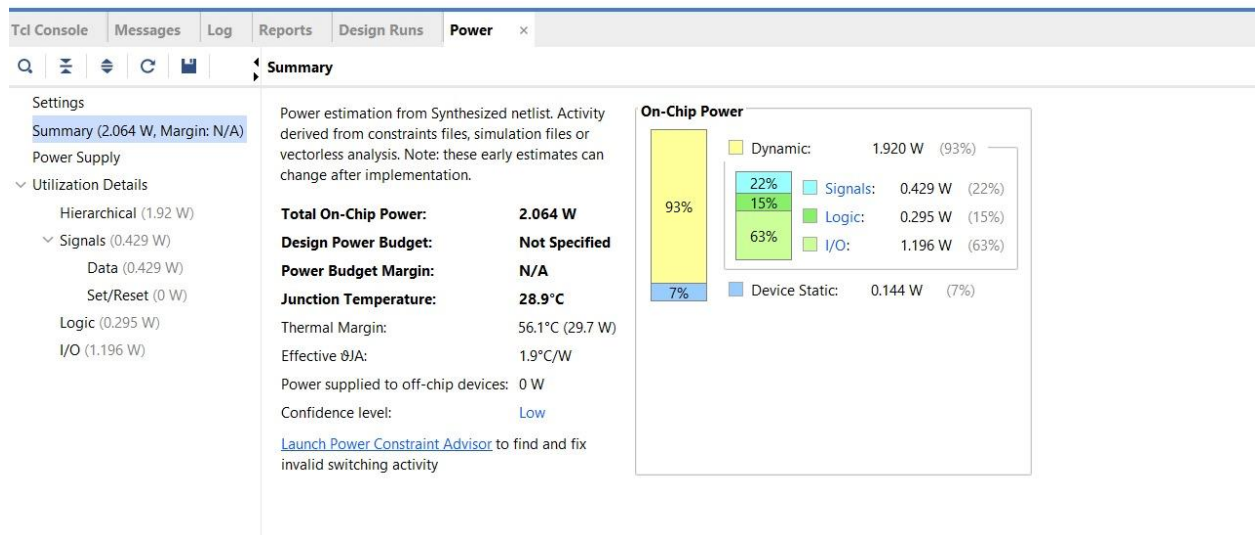 Tcl Console Messages Log Reports Design Runs Power ×
Summary
Settings
Summary (2.064 W, Margin: N/A)
Power Supply
Utilization Details
Hierarchical (1.92 W)
Signals (0.429 W)
Data (0.429 W)
Set/Reset (0 W)
Logic (0.295 W)
I/O (1.196 W)
Power estimation from Synthesized netlist. Activity
derived from constraints files, simulation files or
vectorless analysis. Note: these early estimates can
change after implementation.
Total On-Chip Power: 2.064 W
Design Power Budget: Not Specified
Power Budget Margin: N/A
Junction Temperature: 28.9°C
Thermal Margin: 56.1°C (29.7 W)
Effective ϑJA: 1.9°C/W
Power supplied to off-chip devices: 0 W
Confidence level: Low
Launch Power Constraint Advisor to find and fix
invalid switching activity
On-Chip Power
93%
7%
Dynamic: 1.920 W (93%)
22% Signals: 0.429 W (22%)
15% Logic: 0.295 W (15%)
63% I/O: 1.196 W (63%)
Device Static: 0.144 W (7%)